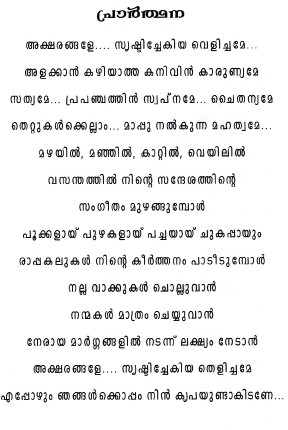 പ്രാർത്ഥന
അക്ഷരങ്ങളേ.... സൃഷ്ടിച്ചേകിയ വെളിച്ചമേ...
അളക്കാൻ കഴിയാത്ത കനിവിൻ കാരുണ്യമേ
സത്യമേ... പ്രപഞ്ചത്തിൻ സ്വപ്നമേ... ചൈതന്യമേ
തെറ്റുകൾക്കെല്ലാം... മാപ്പു നൽകുന്ന മഹത്വമേ...
മഴയിൽ, മഞ്ഞിൽ, കാറ്റിൽ, വെയിലിൽ
വസന്തത്തിൽ നിന്റെ സന്ദേശത്തിന്റെ
സംഗീതം മുഴങ്ങുമ്പോൾ
പൂക്കളായ് പുഴകളായ് പച്ചയായ് ചുകപ്പായും
രാപ്പകലുകൾ നിന്റെ കീർത്തനം പാടീടുമ്പോൾ
നല്ല വാക്കുകൾ ചൊല്ലുവാൻ
നന്മകൾ മാത്രം ചെയ്യുവാൻ
നേരായ മാർഗ്ഗങ്ങളിൽ നടന്ന് ലക്ഷ്യം നേടാൻ
അക്ഷരങ്ങളേ.... സൃഷ്ടിച്ചേകിയ തെളിച്ചമേ
എപ്പോഴും ഞങ്ങൾക്കൊപ്പം നിൻ കൃപയുണ്ടാകിടണേ...